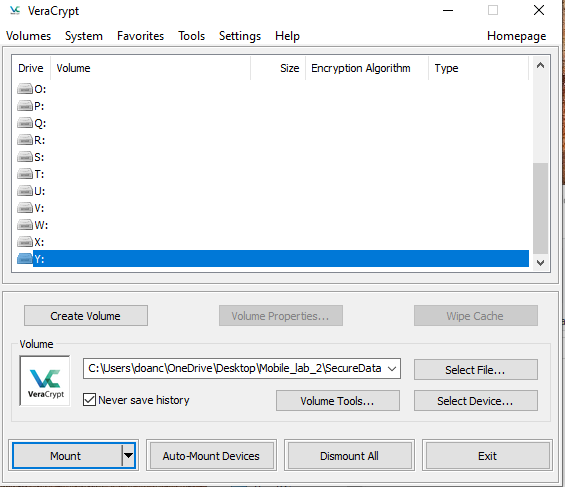 VeraCrypt
Volumes System Favorites Tools Settings Help Homepage
Drive Volume Size Encryption Algorithm Type
O:
P:
Q:
R:
S:
T:
U:
V:
W:
X:
Y:
Create Volume Volume Properties... Wipe Cache
Volume
C:\Users\doanc\OneDrive\Desktop\Mobile_lab_2\SecureData Select File...
VeraCrypt
Never save history Volume Tools... Select Device...
Mount Auto-Mount Devices Dismount All Exit